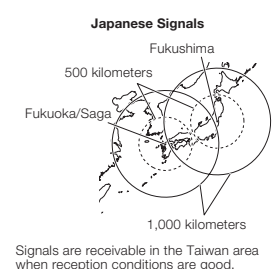 Japanese Signals
Fukushima
500 kilometers
Fukuoka/Saga
1,000 kilometers
Signals are receivable in the Taiwan area
when reception conditions are good.